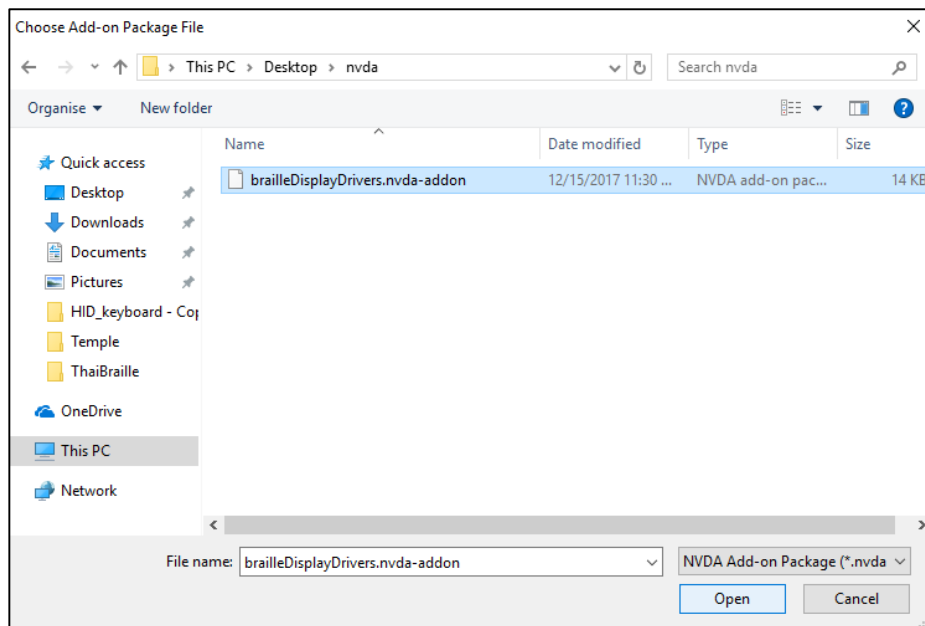 Choose Add-on Package File
This PC > Desktop > nvda
Search nvda
Organise
New folder
Name
Date modified
Type
Size
brailleDisplayDrivers.nvda-addon
12/15/2017 11:30 ...
NVDA add-on pac...
14 KB
Quick access
Desktop
Downloads
Documents
Pictures
HID_keyboard - Cop
Temple
ThaiBraille
OneDrive
This PC
Network
File name:
brailleDisplayDrivers.nvda-addon
NVDA Add-on Package (*.nvda
Open
Cancel